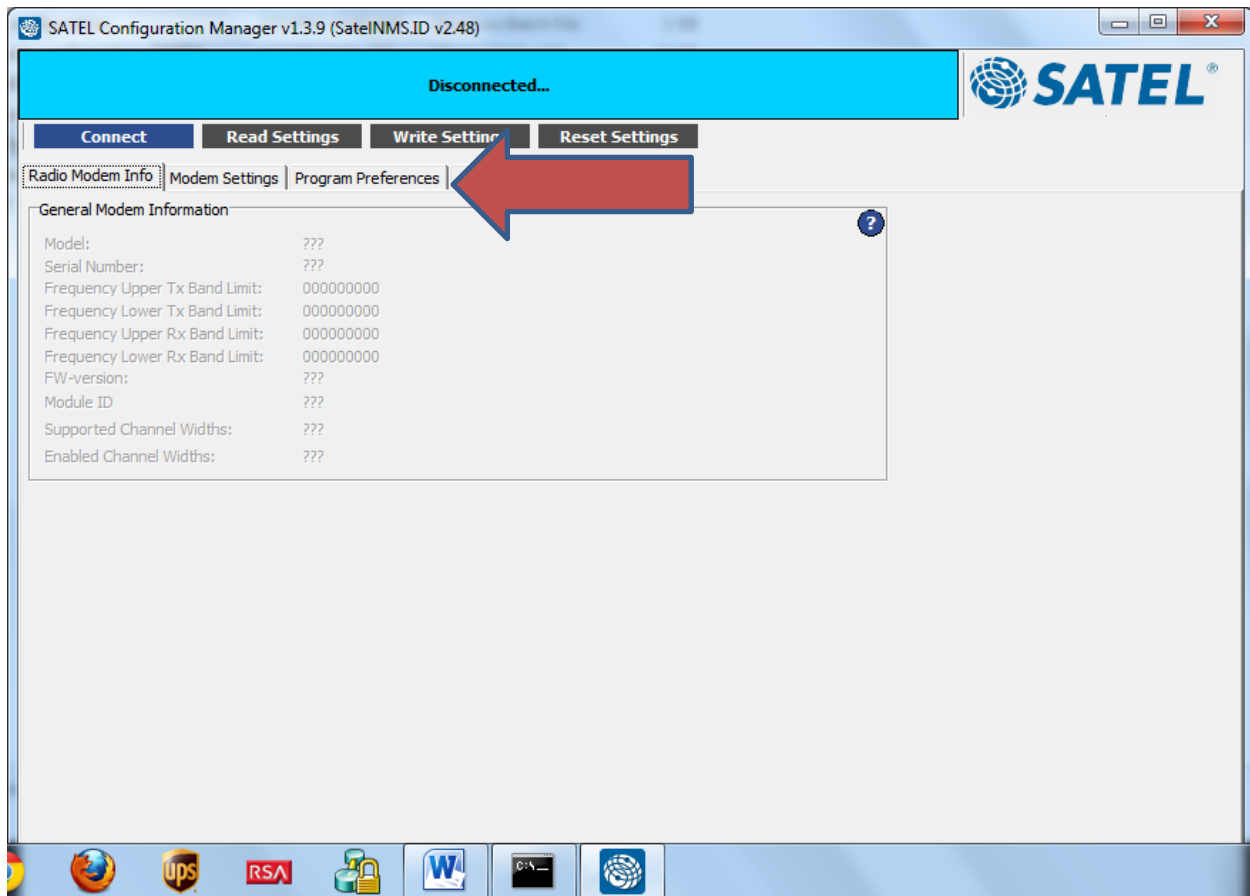 SATEL Configuration Manager v1.3.9 (SatelNMS.ID v2.48)
Disconnected...
SATEL®
Connect Read Settings Write Setting Reset Settings
Radio Modem Info Modem Settings Program Preferences
General Modem Information
?
Model: ???
Serial Number: ???
Frequency Upper Tx Band Limit: 000000000
Frequency Lower Tx Band Limit: 000000000
Frequency Upper Rx Band Limit: 000000000
Frequency Lower Rx Band Limit: 000000000
FW-version: ???
Module ID ???
Supported Channel Widths: ???
Enabled Channel Widths: ???
ups RSA W C:\_